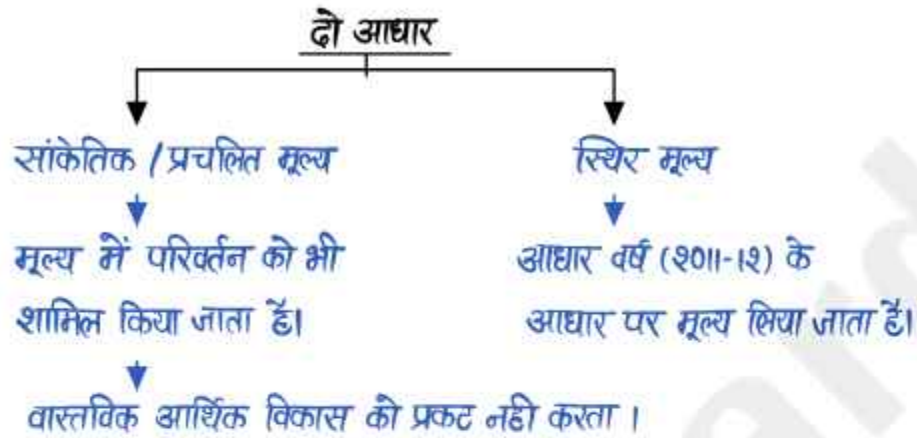 दो आधार
सांकेतिक / प्रचलित मूल्य
स्थिर मूल्य
मूल्य में परिवर्तन को भी
शामिल किया जाता है।
आधार वर्ष (२०११-१२) के
आधार पर मूल्य लिया जाता है।
वास्तविक आर्थिक विकास को प्रकट नही करता ।